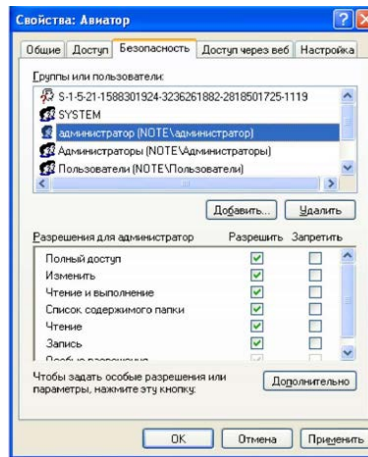 Свойства: Авиатор
Общие Доступ Безопасность Доступ через веб Настройка
Группы или пользователи:
S-1-5-21-1588301924-3236261882-2818501725-1119
SYSTEM
администратор (NOTE\администратор)
Администраторы (NOTE\Администраторы)
Пользователи (NOTE\Пользователи)
Добавить... Удалить
Разрешения для администратор Разрешить Запретить
Полный доступ
Изменить
Чтение и выполнение
Список содержимого папки
Чтение
Запись
Особые разрешения
Чтобы задать особые разрешения или
параметры, нажмите эту кнопку:
Дополнительно
OK Отмена Применить